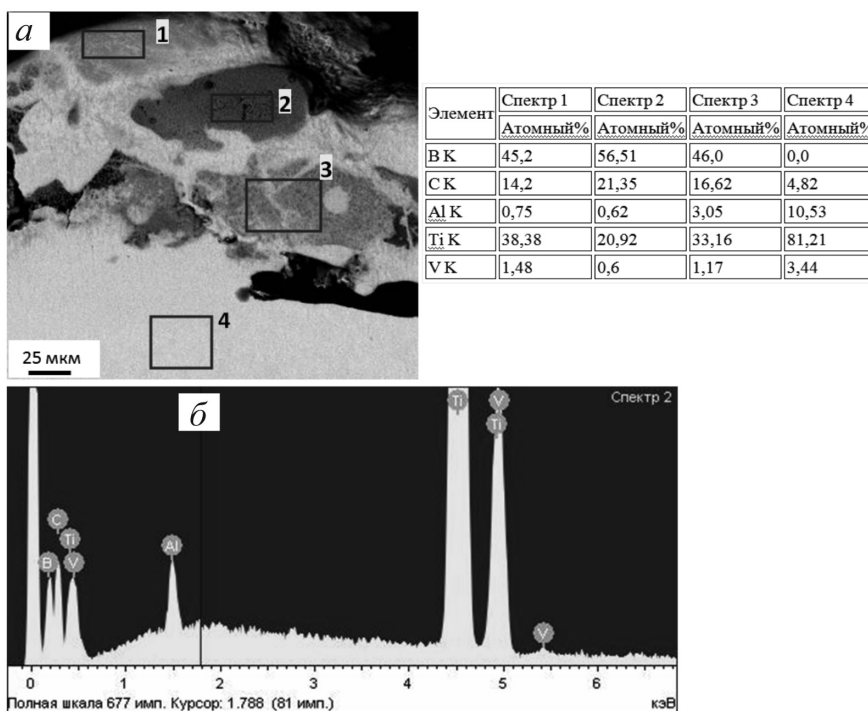 а
1
2
3
4
25 мкм
Элемент Спектр 1 Спектр 2 Спектр 3 Спектр 4
Атомный% Атомный% Атомный% Атомный%
B K 45,2 56,51 46,0 0,0
C K 14,2 21,35 16,62 4,82
Al K 0,75 0,62 3,05 10,53
Ti K 38,38 20,92 33,16 81,21
V K 1,48 0,6 1,17 3,44
б
Спектр 2
Ti V
Ti
C
Ti
B V
Al
V
0 1 2 3 4 5 6
Полная шкала 677 имп. Курсор: 1.788 (81 имп.) кэВ